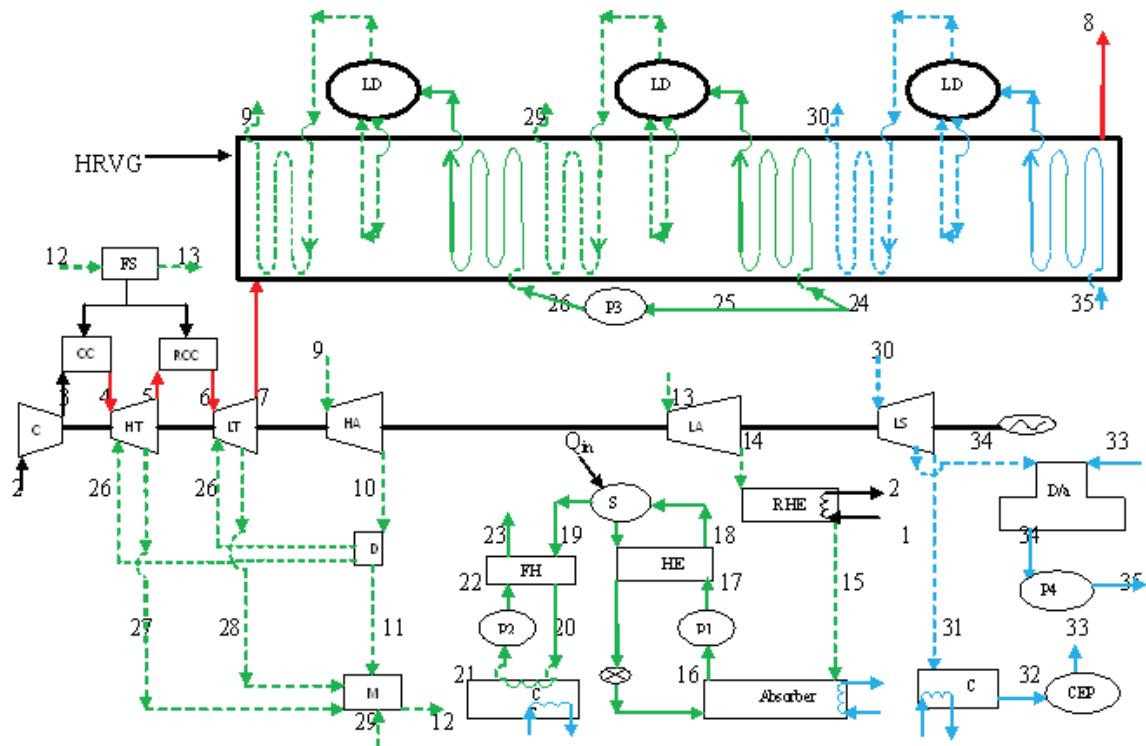 8
LD LD LD
9 29 30
HRVG
12 FS 13
26 P3 25 24 35
CC RCC
9 30
3 4 5 6 7
C HT LT HA 13 LA LS
14 34 33
Qin
2 26 26 10 S RHE 2 D/a
23 19 18 1 34
D FH HE
22 17 15 P4 35
P2 20 P1
27 28 11 31 33
21 16 32
M C Absorber C CEP
29 12